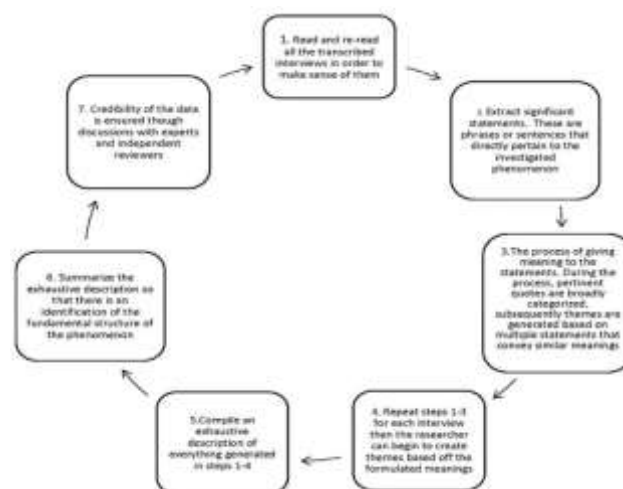 1. Read and re-read
all the transcribed
interviews in order to
make sense of them
Extract significant
statements. These are
phrases or sentences that
directly pertain to the
investigated
phenomenon
3.The process of giving
meaning to the
statements. During the
process, pertinent
quotes are broadly
categorized,
subsequently themes are
generated based on
multiple statements that
convey similar meanings
4. Repeat steps 1-3
for each interview
then the researcher
can begin to create
themes based off the
formulated meanings
5.Compile an
exhaustive
description of
everything generated
in steps 1-4
6. Summarize the
exhaustive description so
that there is an
identification of the
fundamental structure of
the phenomenon
7. Credibility of the data
is ensured though
discussions with experts
and independent
reviewers